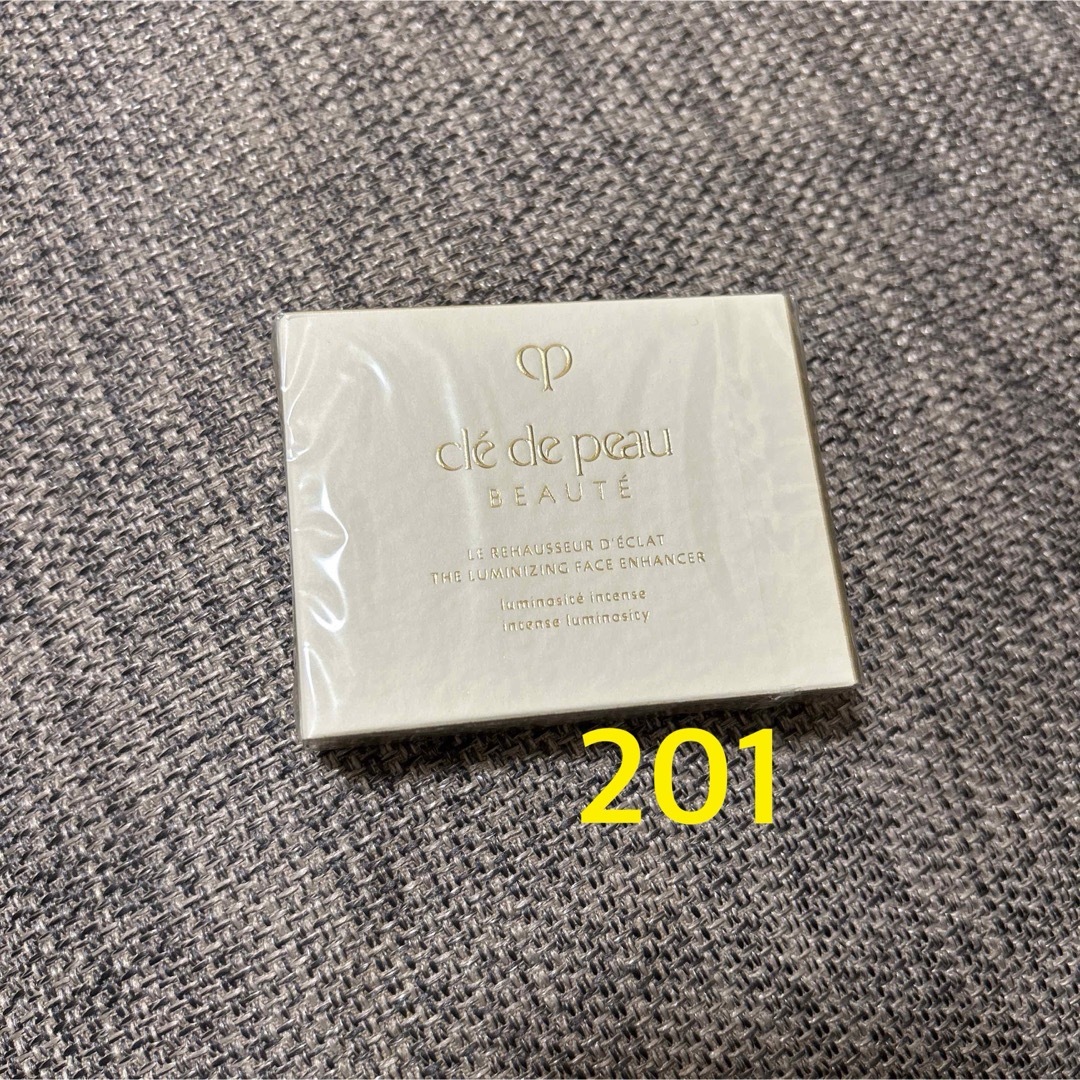 clé de peau
BEAUTÉ
LE REHAUSSEUR D'ÉCLAT
THE LUMINIZING FACE ENHANCER
luminosité intense
intense luminosity
201